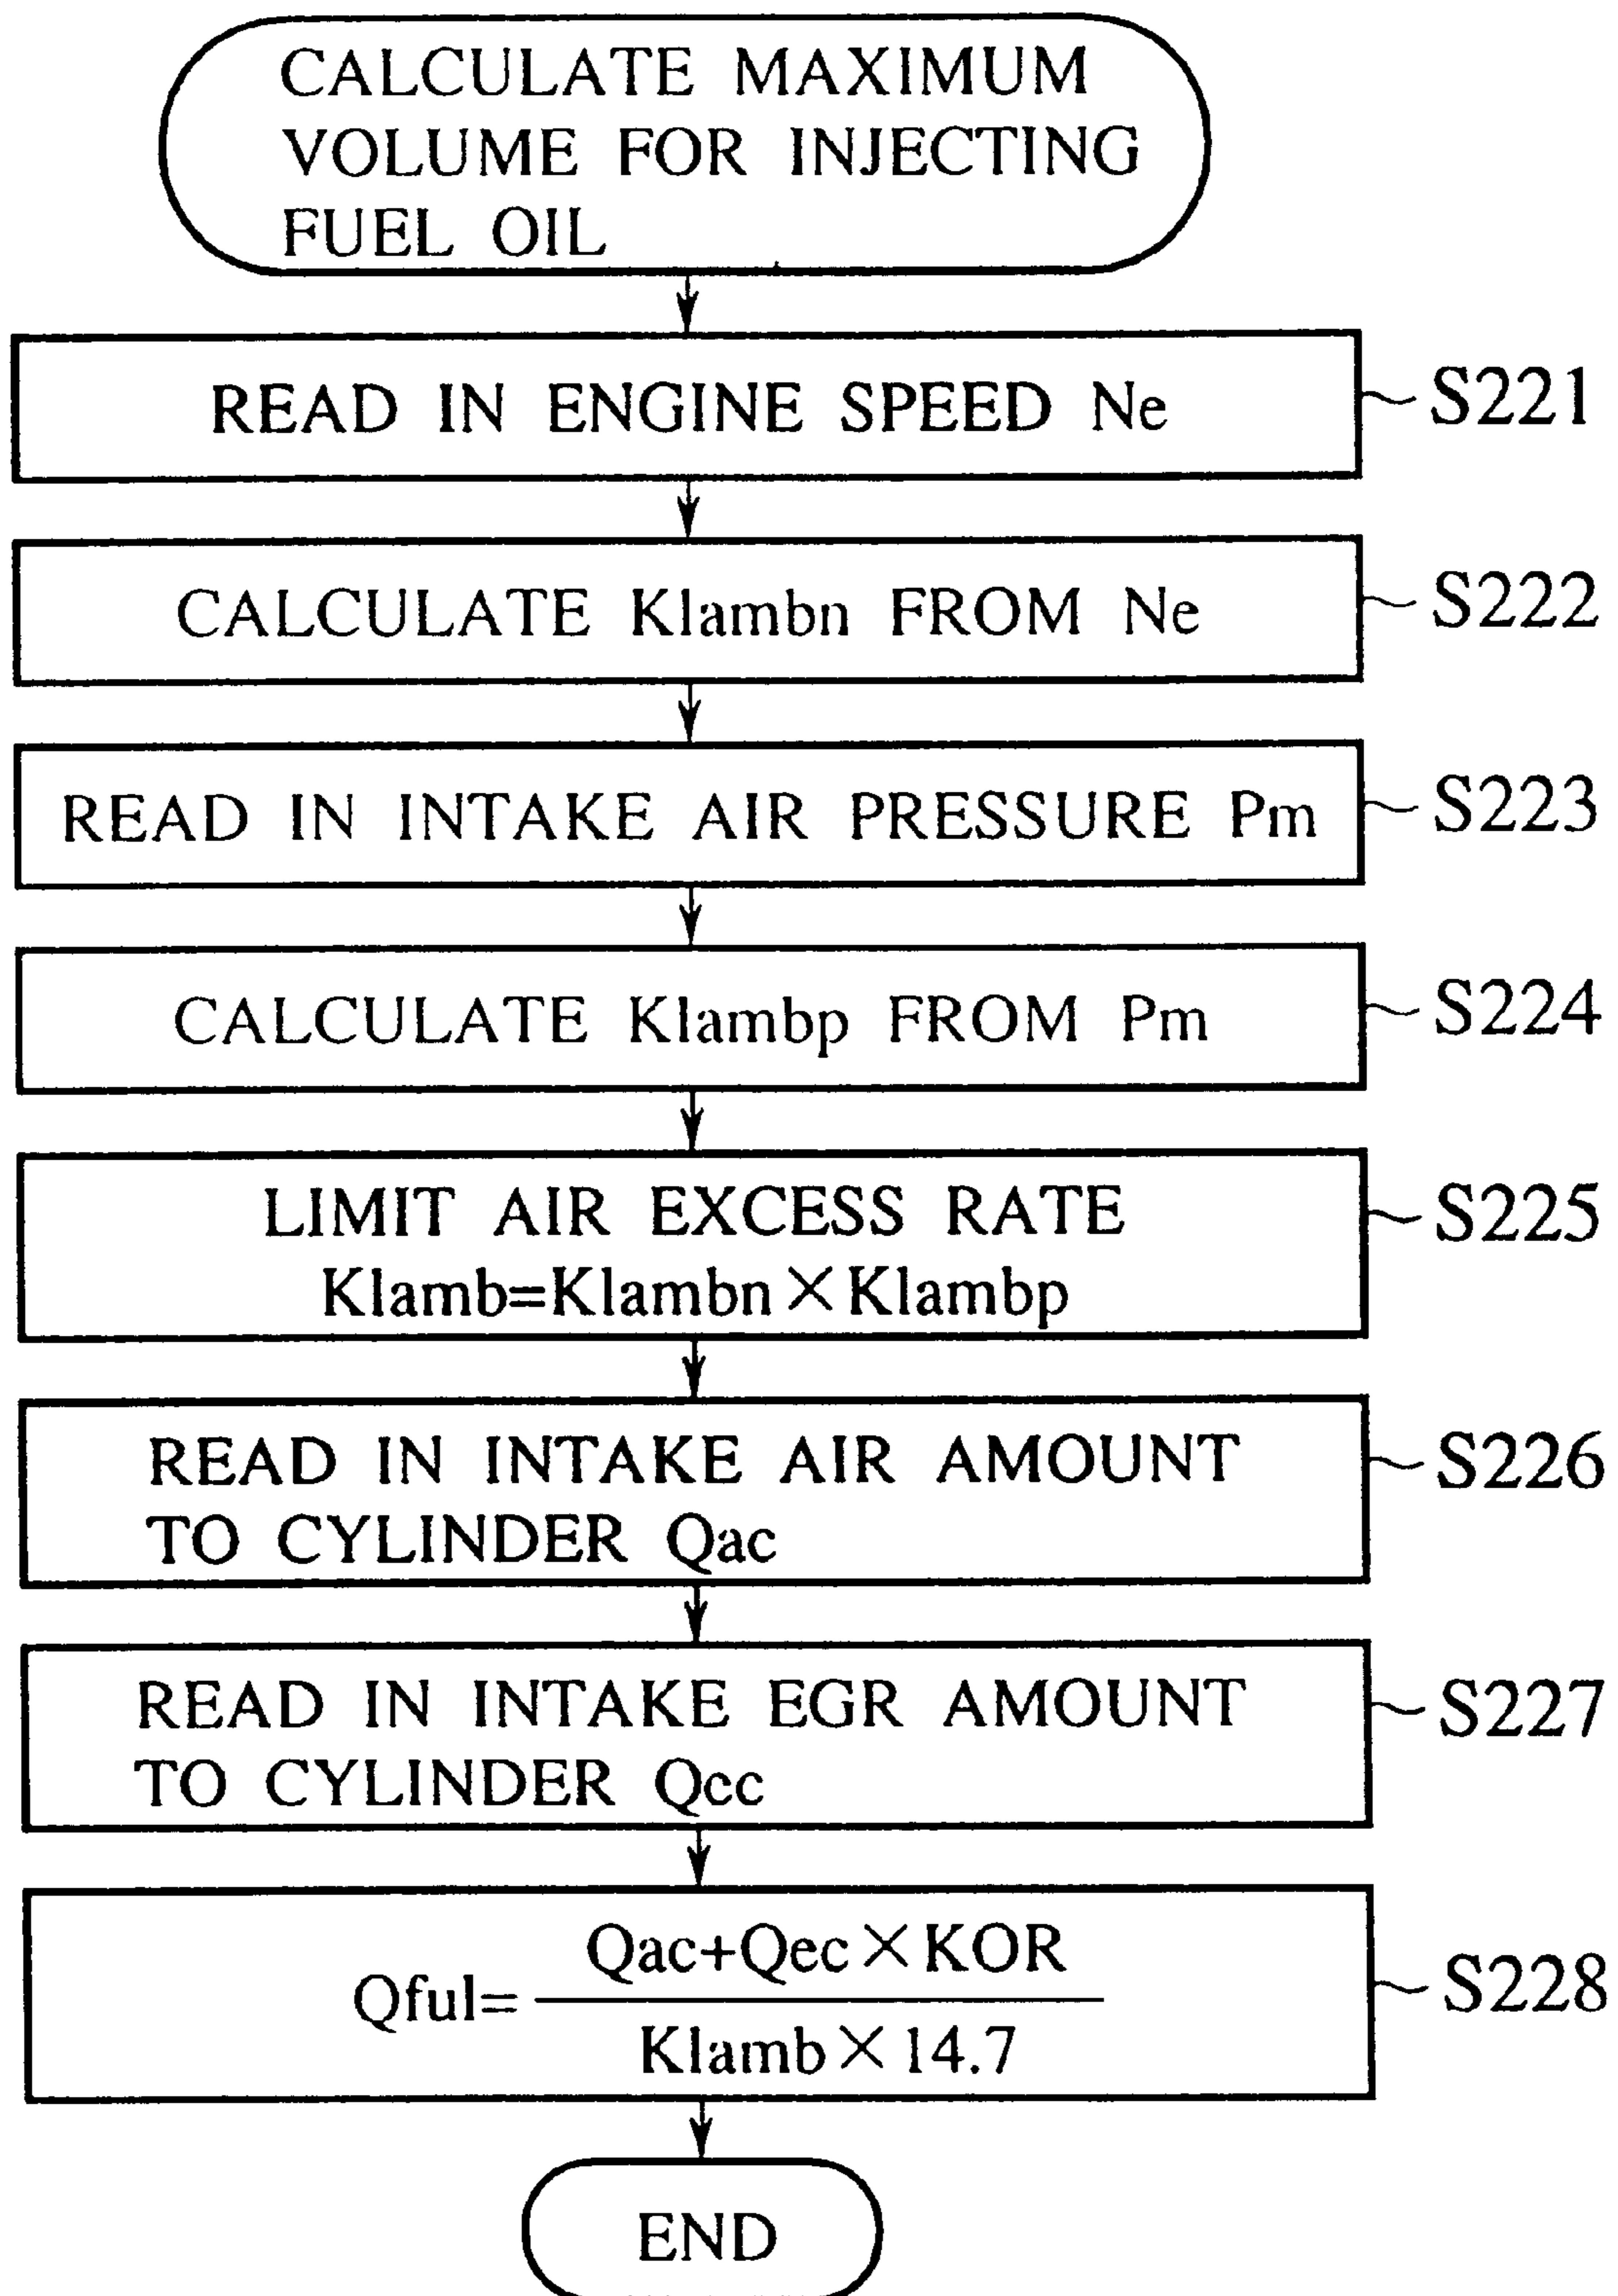 CALCULATE MAXIMUM
VOLUME FOR INJECTING
FUEL OIL
READ IN ENGINE SPEED Ne
S221
CALCULATE Klambn FROM Ne
S222
READ IN INTAKE AIR PRESSURE Pm
S223
CALCULATE Klambp FROM Pm
S224
LIMIT AIR EXCESS RATE
Klamb=Klambn×Klambp
S225
READ IN INTAKE AIR AMOUNT
TO CYLINDER Qac
S226
READ IN INTAKE EGR AMOUNT
TO CYLINDER Qcc
S227
Qac+Qec×KOR
Qful=
Klamb×14.7
S228
END